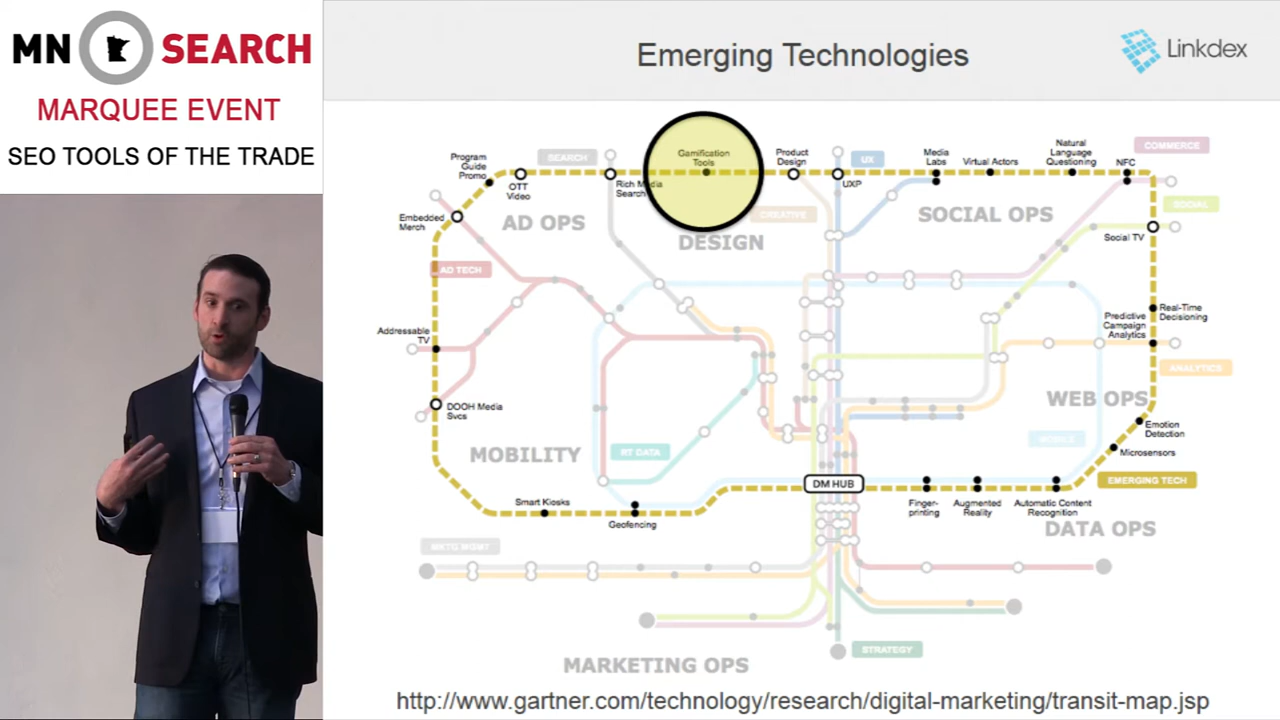 MN SEARCH
MARQUEE EVENT
SEO TOOLS OF THE TRADE
Emerging Technologies
Linkdex
SEARCH
Program
Guide
Promo
OTT
Video
Rich Media
Search
Gamification
Tools
Product
Design
UX
UXP
Media
Labs
Virtual Actors
Natural
Language
Questioning
NFC
COMMERCE
Embedded
Merch
AD OPS
CREATIVE
DESIGN
SOCIAL OPS
SOCIAL
Social TV
AD TECH
Addressable
TV
Real-Time
Decisioning
Predictive
Campaign
Analytics
ANALYTICS
DOOH Media
Svcs
WEB OPS
Emotion
Detection
MOBILITY
RT DATA
MOBILE
Microsensors
DM HUB
EMERGING TECH
Smart Kiosks
Geofencing
Finger-
printing
Augmented
Reality
Automatic Content
Recognition
DATA OPS
MKTG MGMT
STRATEGY
MARKETING OPS
http://www.gartner.com/technology/research/digital-marketing/transit-map.jsp